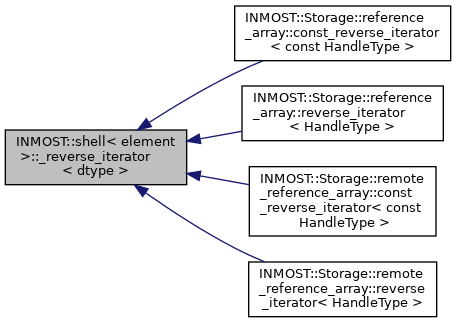 INMOST::Storage::reference
_array::const_reverse_iterator
< const HandleType >
INMOST::Storage::reference
_array::reverse_iterator
< HandleType >
INMOST::shell< element
>::_reverse_iterator
< dtype >
INMOST::Storage::remote
_reference_array::const
_reverse_iterator< const
HandleType >
INMOST::Storage::remote
_reference_array::reverse
_iterator< HandleType >